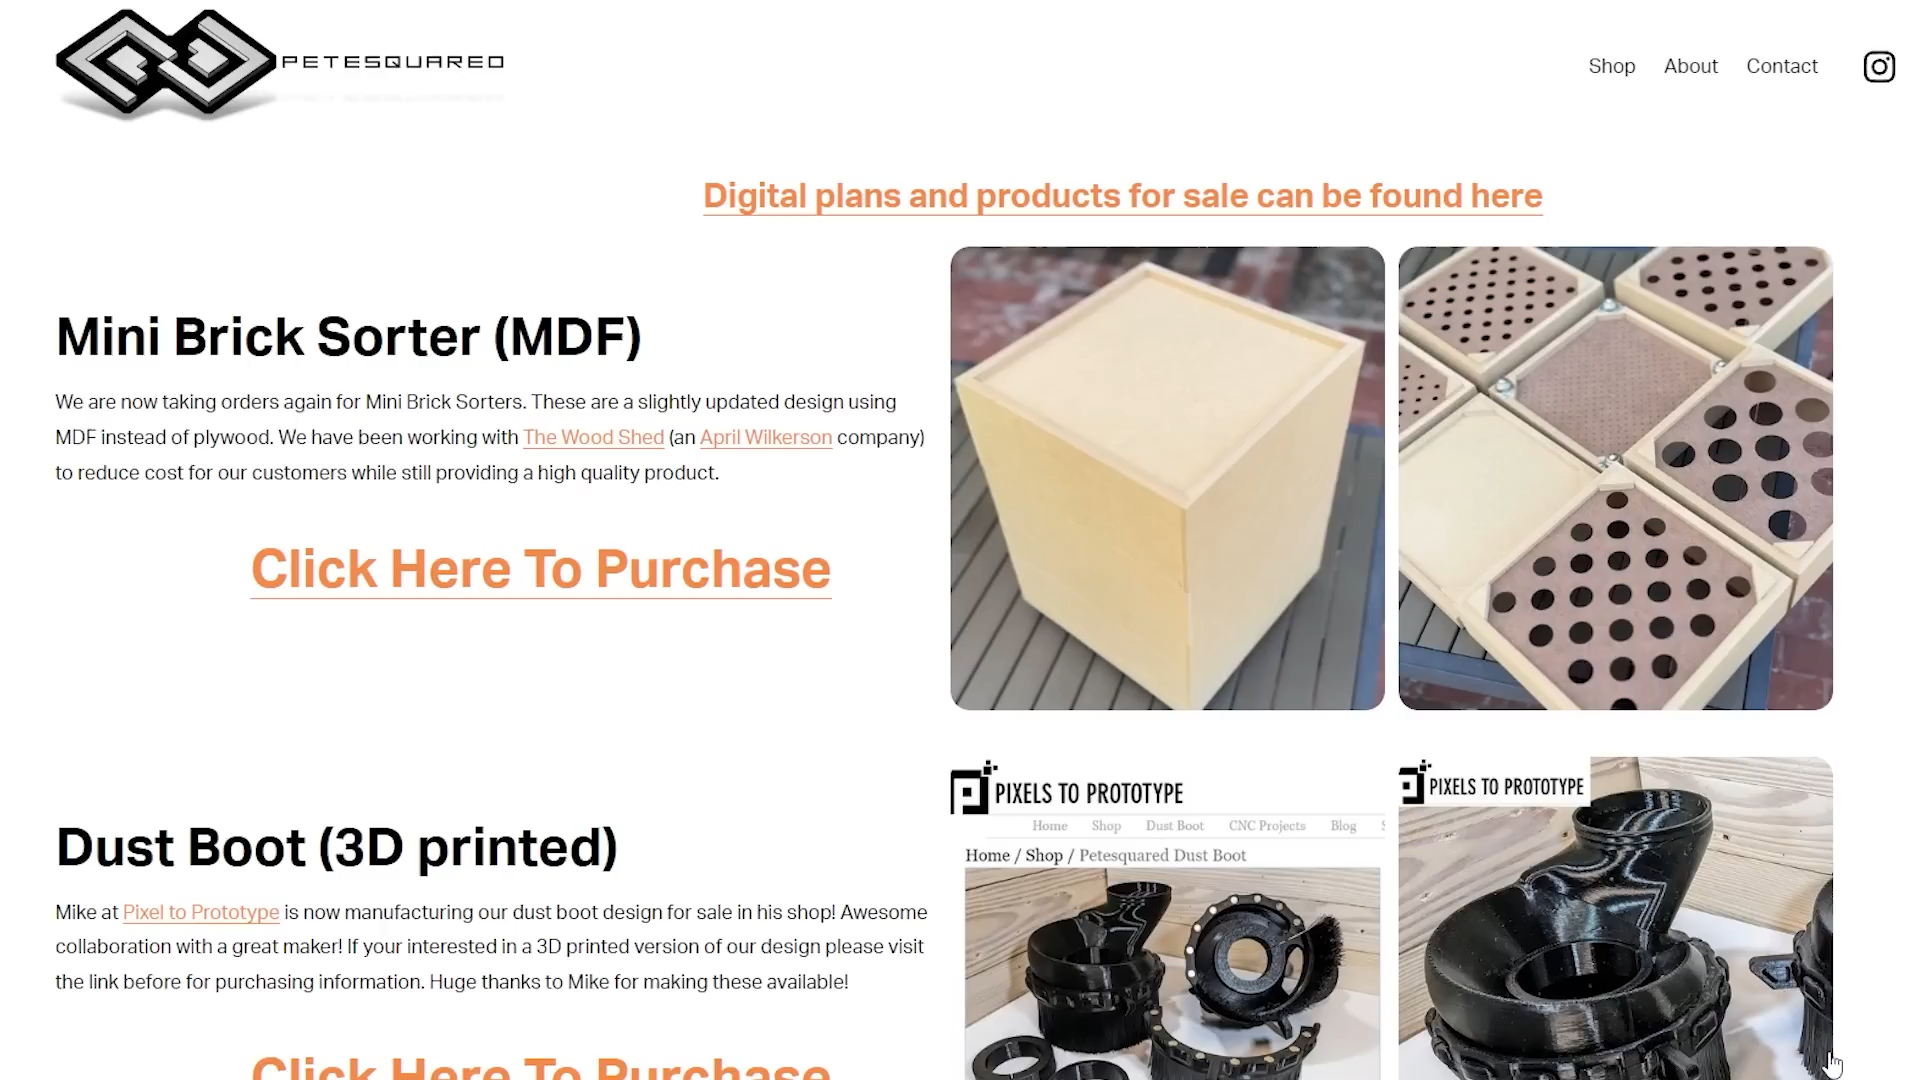 PETESQUARED
Shop About Contact
Digital plans and products for sale can be found here
Mini Brick Sorter (MDF)
We are now taking orders again for Mini Brick Sorters. These are a slightly updated design using
MDF instead of plywood. We have been working with The Wood Shed (an April Wilkerson company)
to reduce cost for our customers while still providing a high quality product.
Click Here To Purchase
Dust Boot (3D printed)
Mike at Pixel to Prototype is now manufacturing our dust boot design for sale in his shop! Awesome
collaboration with a great maker! If your interested in a 3D printed version of our design please visit
the link before for purchasing information. Huge thanks to Mike for making these available!
Click Here To Purchase
PIXELS TO PROTOTYPE
Home Shop Dust Boot CNC Projects Blog S
Home / Shop / Petesquared Dust Boot
PIXELS TO PROTOTYPE